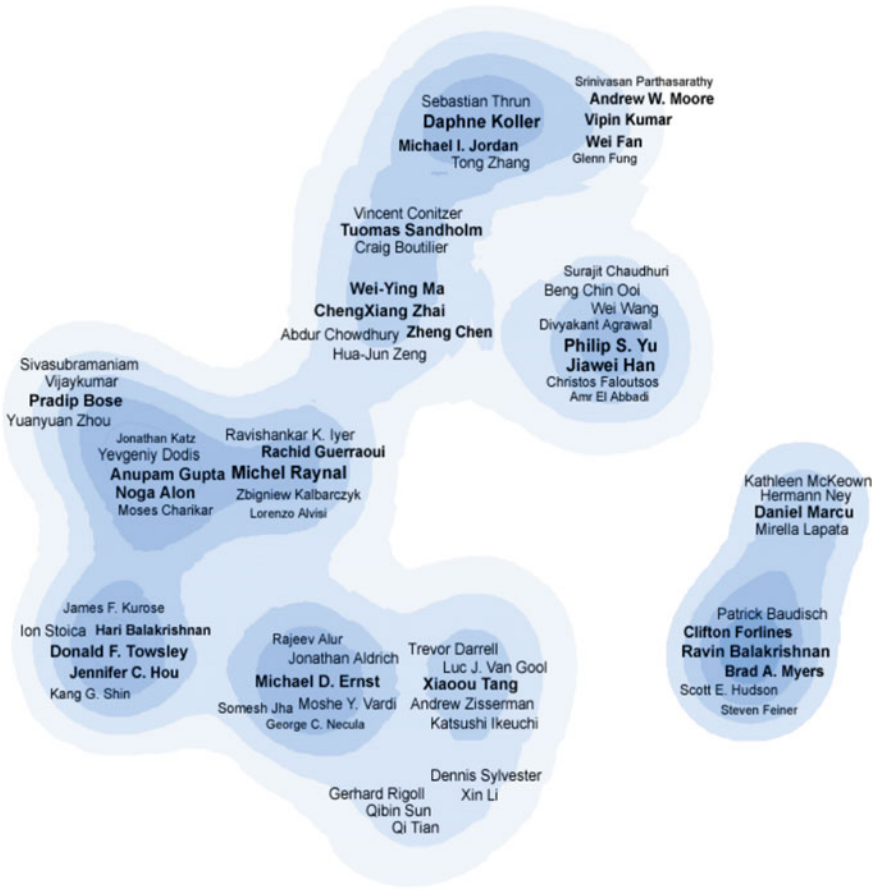 Srinivasan Parthasarathy
Andrew W. Moore
Vipin Kumar
Wei Fan
Glenn Fung
Sebastian Thrun
Daphne Koller
Michael I. Jordan
Tong Zhang
Vincent Conitzer
Tuomas Sandholm
Craig Boutilier
Wei-Ying Ma
ChengXiang Zhai
Abdur Chowdhury Zheng Chen
Hua-Jun Zeng
Surajit Chaudhuri
Beng Chin Ooi
Wei Wang
Divyakant Agrawal
Philip S. Yu
Jiawei Han
Christos Faloutsos
Amr El Abbadi
Sivasubramaniam
Vijaykumar
Pradip Bose
Yuanyuan Zhou
Jonathan Katz
Yevgeniy Dodis
Anupam Gupta
Noga Alon
Moses Charikar
Ravishankar K. Iyer
Rachid Guerraoui
Michel Raynal
Zbigniew Kalbarczyk
Lorenzo Alvisi
Kathleen McKeown
Hermann Ney
Daniel Marcu
Mirella Lapata
James F. Kurose
Ion Stoica Hari Balakrishnan
Donald F. Towsley
Jennifer C. Hou
Kang G. Shin
Rajeev Alur
Jonathan Aldrich
Michael D. Ernst
Somesh Jha Moshe Y. Vardi
George C. Necula
Trevor Darrell
Luc J. Van Gool
Xiaoou Tang
Andrew Zisserman
Katsushi Ikeuchi
Patrick Baudisch
Clifton Forlines
Ravin Balakrishnan
Brad A. Myers
Scott E. Hudson
Steven Feiner
Dennis Sylvester
Gerhard Rigoll Xin Li
Qibin Sun
Qi Tian